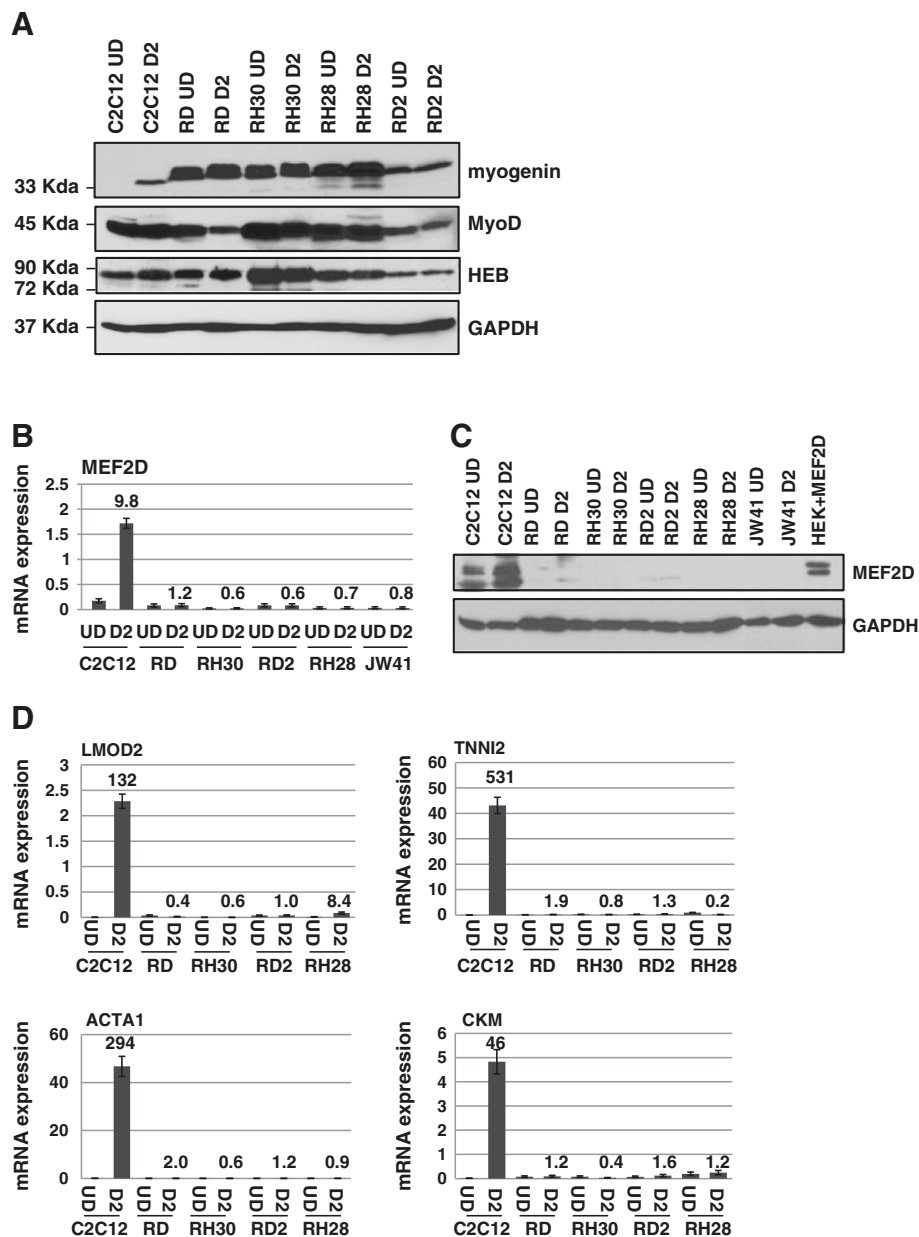 A
C2C12 UD
C2C12 D2
RD UD
RD D2
RH30 UD
RH30 D2
RH28 UD
RH28 D2
RD2 UD
RD2 D2
33 Kda
myogenin
45 Kda
MyoD
90 Kda
72 Kda
HEB
37 Kda
GAPDH
B
MEF2D
mRNA expression
2.5
2
1.5
1
0.5
0
9.8
1.2
0.6
0.6
0.7
0.8
UD D2 UD D2 UD D2 UD D2 UD D2 UD D2
C2C12 RD RH30 RD2 RH28 JW41
C
C2C12 UD
C2C12 D2
RD UD
RD D2
RH30 UD
RH30 D2
RD2 UD
RD2 D2
RH28 UD
RH28 D2
JW41 UD
JW41 D2
HEK+MEF2D
MEF2D
GAPDH
D
LMOD2
mRNA expression
3
2.5
2
1.5
1
0.5
0
132
0.4
0.6
1.0
8.4
UD D2 UD D2 UD D2 UD D2 UD D2
C2C12 RD RH30 RD2 RH28
TNNI2
mRNA expression
60
50
40
30
20
10
0
531
1.9
0.8
1.3
0.2
UD D2 UD D2 UD D2 UD D2 UD D2
C2C12 RD RH30 RD2 RH28
ACTA1
mRNA expression
60
40
20
0
294
2.0
0.6
1.2
0.9
UD D2 UD D2 UD D2 UD D2 UD D2
C2C12 RD RH30 RD2 RH28
CKM
mRNA expression
6
5
4
3
2
1
0
46
1.2
0.4
1.6
1.2
UD D2 UD D2 UD D2 UD D2 UD D2
C2C12 RD RH30 RD2 RH28